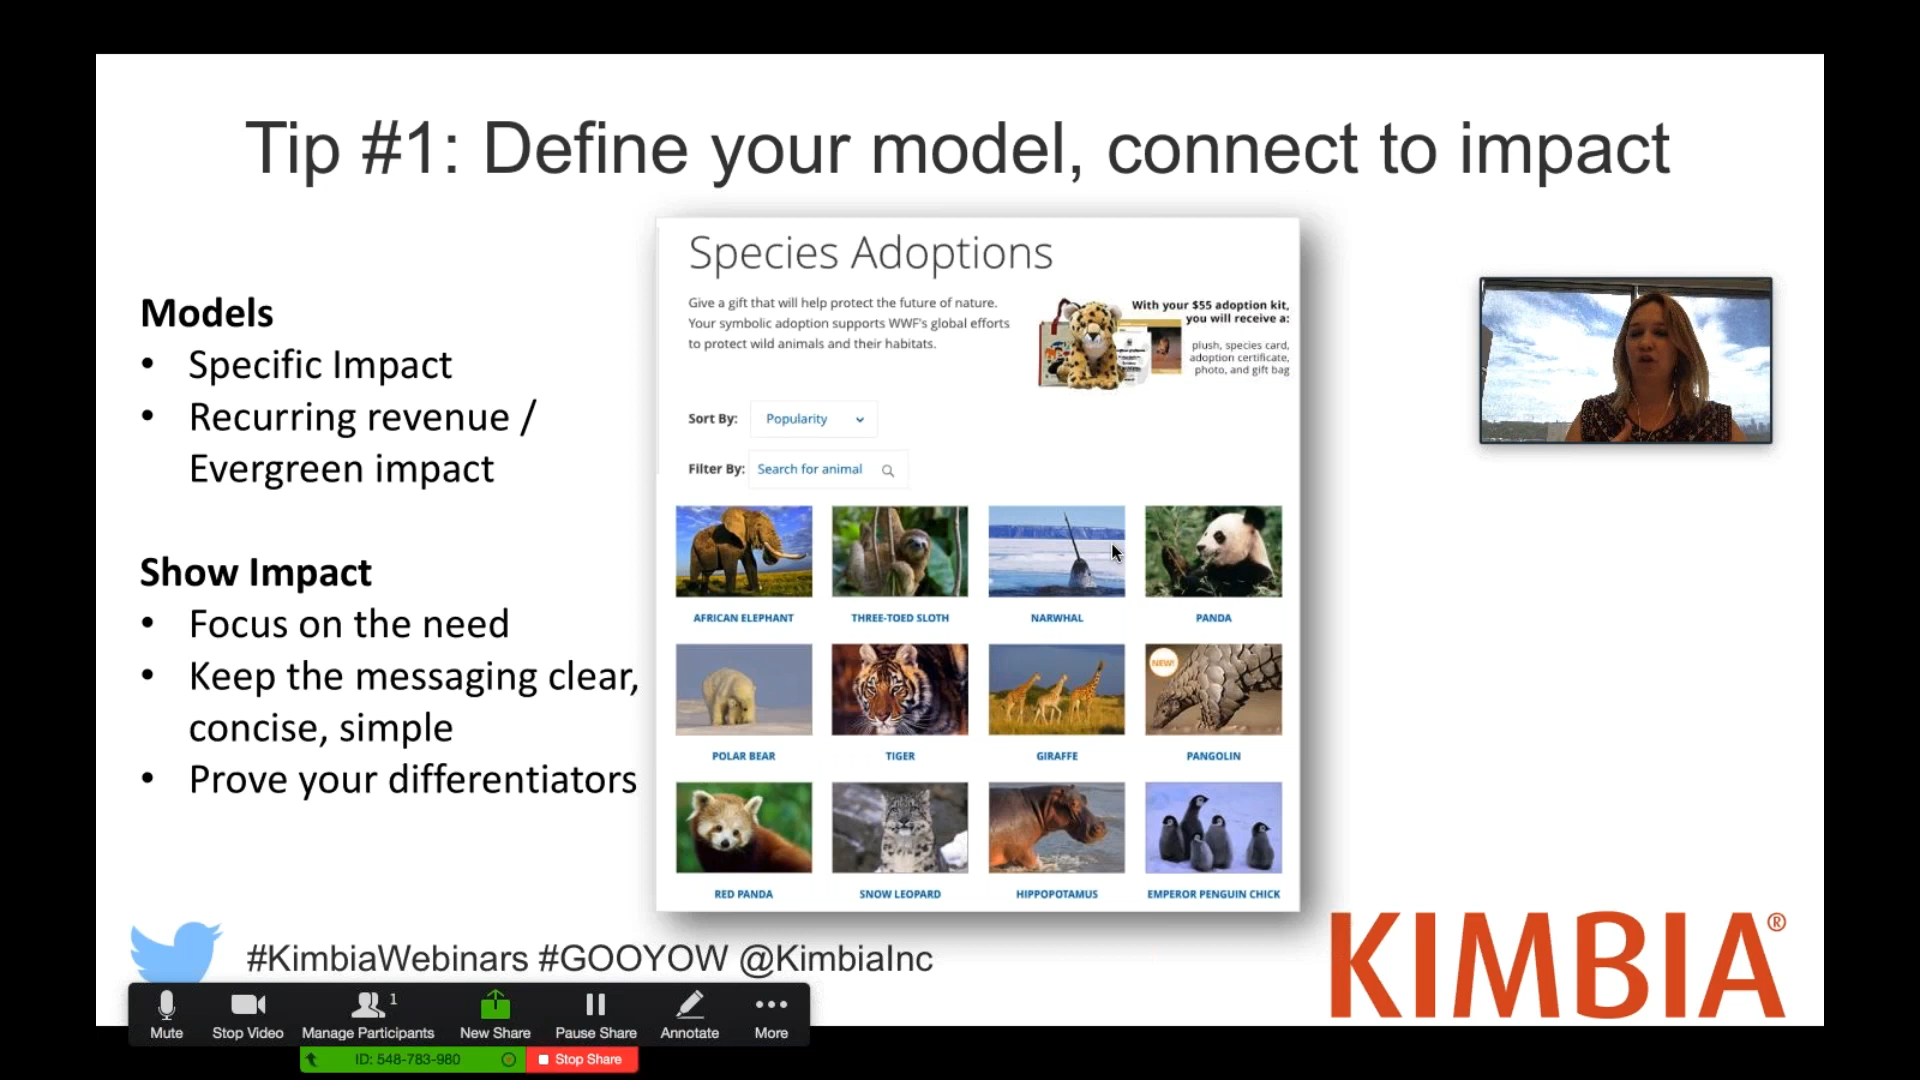 Tip #1: Define your model, connect to impact
Models
• Specific Impact
• Recurring revenue /
Evergreen impact
Show Impact
• Focus on the need
• Keep the messaging clear,
concise, simple
• Prove your differentiators
Species Adoptions
Give a gift that will help protect the future of nature.
Your symbolic adoption supports WWF's global efforts
to protect wild animals and their habitats.
With your $55 adoption kit,
you will receive a:
plush, species card,
adoption certificate,
photo, and gift bag
Sort By: Popularity
Filter By: Search for animal
AFRICAN ELEPHANT THREE-TOED SLOTH NARWHAL PANDA
NEW!
POLAR BEAR TIGER GIRAFFE PANGOLIN
RED PANDA SNOW LEOPARD HIPPOPOTAMUS EMPEROR PENGUIN CHICK
#KimbiaWebinars #GOOYOW @KimbiaInc
KIMBIA®
1
Mute Stop Video Manage Participants New Share Pause Share Annotate More
ID: 548-783-980 Stop Share